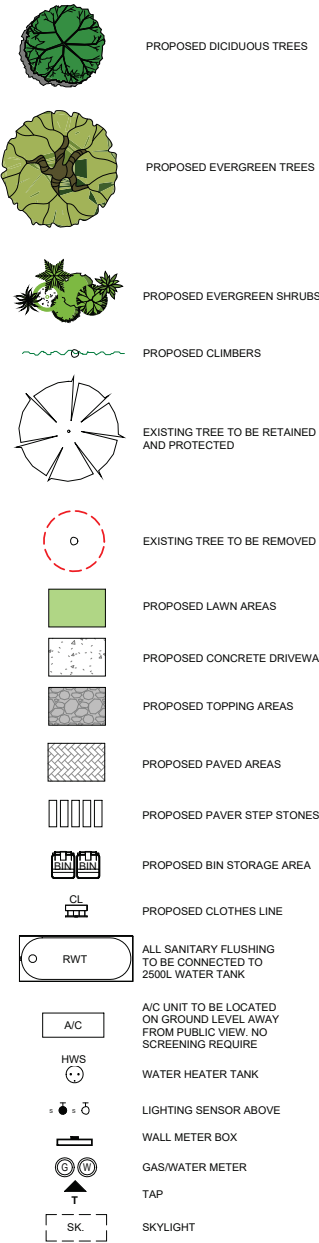 PROPOSED DICIDUOUS TREES
PROPOSED EVERGREEN TREES
PROPOSED EVERGREEN SHRUBS
PROPOSED CLIMBERS
EXISTING TREE TO BE RETAINED
AND PROTECTED
EXISTING TREE TO BE REMOVED
PROPOSED LAWN AREAS
PROPOSED CONCRETE DRIVEWA
PROPOSED TOPPING AREAS
PROPOSED PAVED AREAS
PROPOSED PAVER STEP STONES
BIN BIN PROPOSED BIN STORAGE AREA
CL
PROPOSED CLOTHES LINE
RWT
ALL SANITARY FLUSHING
TO BE CONNECTED TO
2500L WATER TANK
A/C
A/C UNIT TO BE LOCATED
ON GROUND LEVEL AWAY
FROM PUBLIC VIEW. NO
SCREENING REQUIRE
HWS
WATER HEATER TANK
s s LIGHTING SENSOR ABOVE
WALL METER BOX
G W GAS/WATER METER
T
TAP
SK. SKYLIGHT